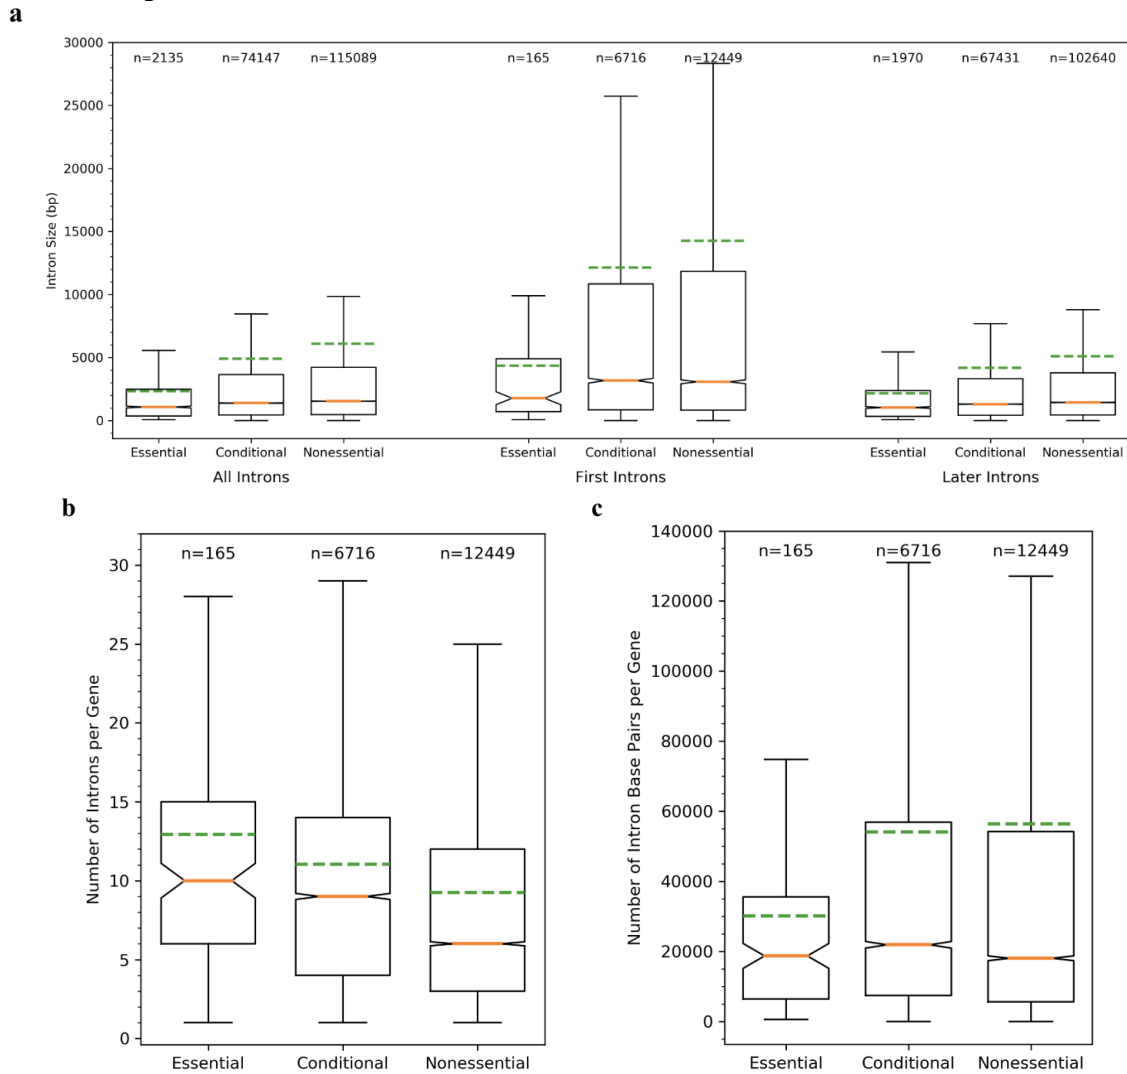 a
30000
25000
20000
15000
10000
5000
0
Intron Size (bp)
n=2135 n=74147 n=115089 n=165 n=6716 n=12449 n=1970 n=67431 n=102640
Essential Conditional Nonessential Essential Conditional Nonessential Essential Conditional Nonessential
All Introns First Introns Later Introns
b
30
25
20
15
10
5
0
Number of Introns per Gene
n=165 n=6716 n=12449
Essential Conditional Nonessential
c
140000
120000
100000
80000
60000
40000
20000
0
Number of Intron Base Pairs per Gene
n=165 n=6716 n=12449
Essential Conditional Nonessential